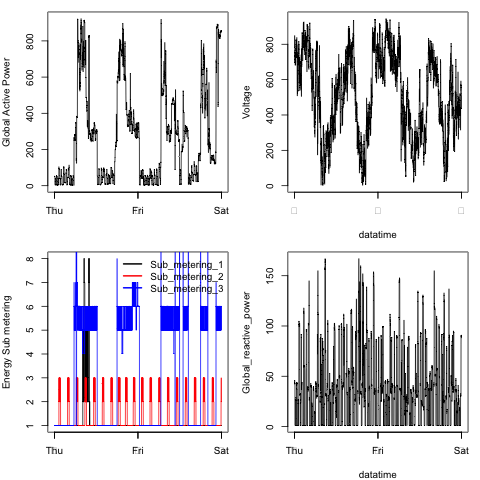 Global Active Power
800
600
400
200
0
Thu
Fri
Sat
Voltage
800
600
400
200
0
datatime
Energy Sub metering
8
7
6
5
4
3
2
1
Sub_metering_1
Sub_metering_2
Sub_metering_3
Thu
Fri
Sat
Global_reactive_power
150
100
50
0
Thu
Fri
Sat
datatime